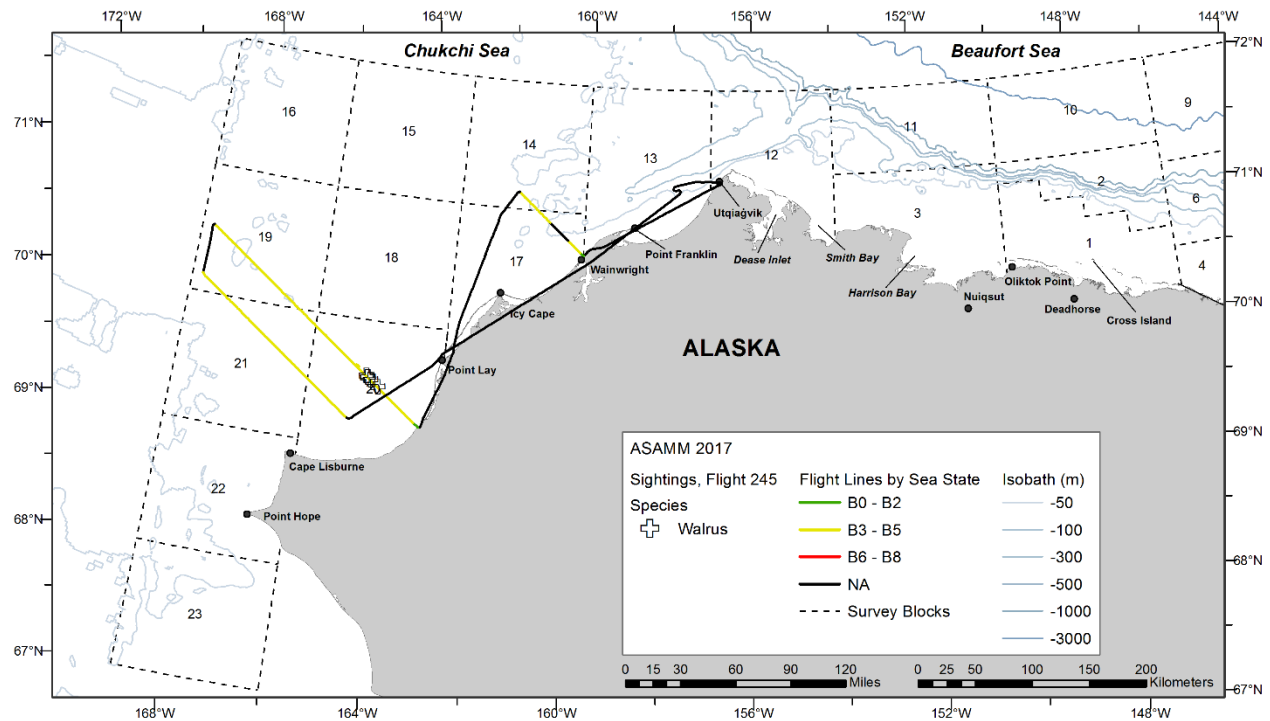 172°W 168°W 164°W 160°W 156°W 152°W 148°W 144°W
Chukchi Sea Beaufort Sea
72°N
16 15 14 13 12 11 10 9
71°N 71°N
2 6
3
Utqiaġvik
19 18 17 1
Point Franklin
70°N
Wainwright Dease Inlet Smith Bay
4
Harrison Bay Oliktok Point
70°N
Icy Cape Nuiqsut Deadhorse Cross Island
21 Point Lay ALASKA
69°N
2
69°N
Cape Lisburne
22
Point Hope
68°N 68°N
23
67°N 67°N
ASAMM 2017
Sightings, Flight 245
Species
Walrus
Flight Lines by Sea State
B0 - B2
B3 - B5
B6 - B8
NA
Survey Blocks
Isobath (m)
-50
-100
-300
-500
-1000
-3000
0 15 30 60 90 120 Miles
0 25 50 100 150 200 Kilometers
168°W 164°W 160°W 156°W 152°W 148°W